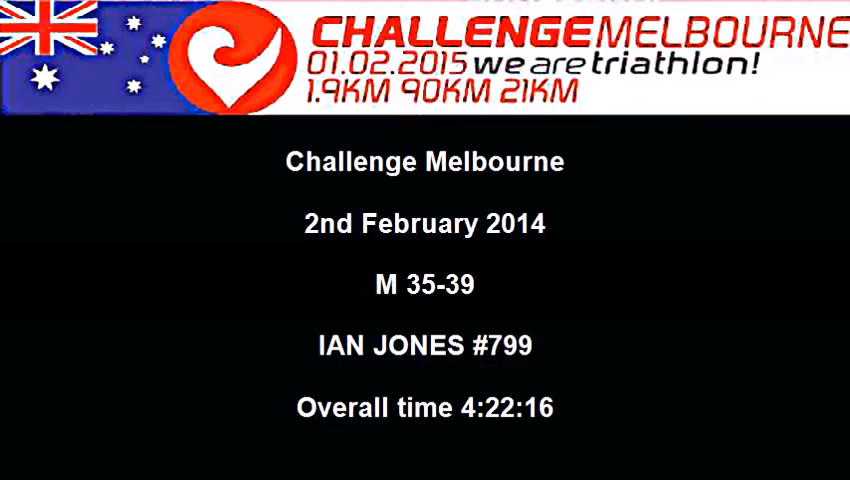 CHALLENGEMELBOURNE
01.02.2015 we are triathlon!
1.9KM 90KM 21KM
Challenge Melbourne
2nd February 2014
M 35-39
IAN JONES #799
Overall time 4:22:16